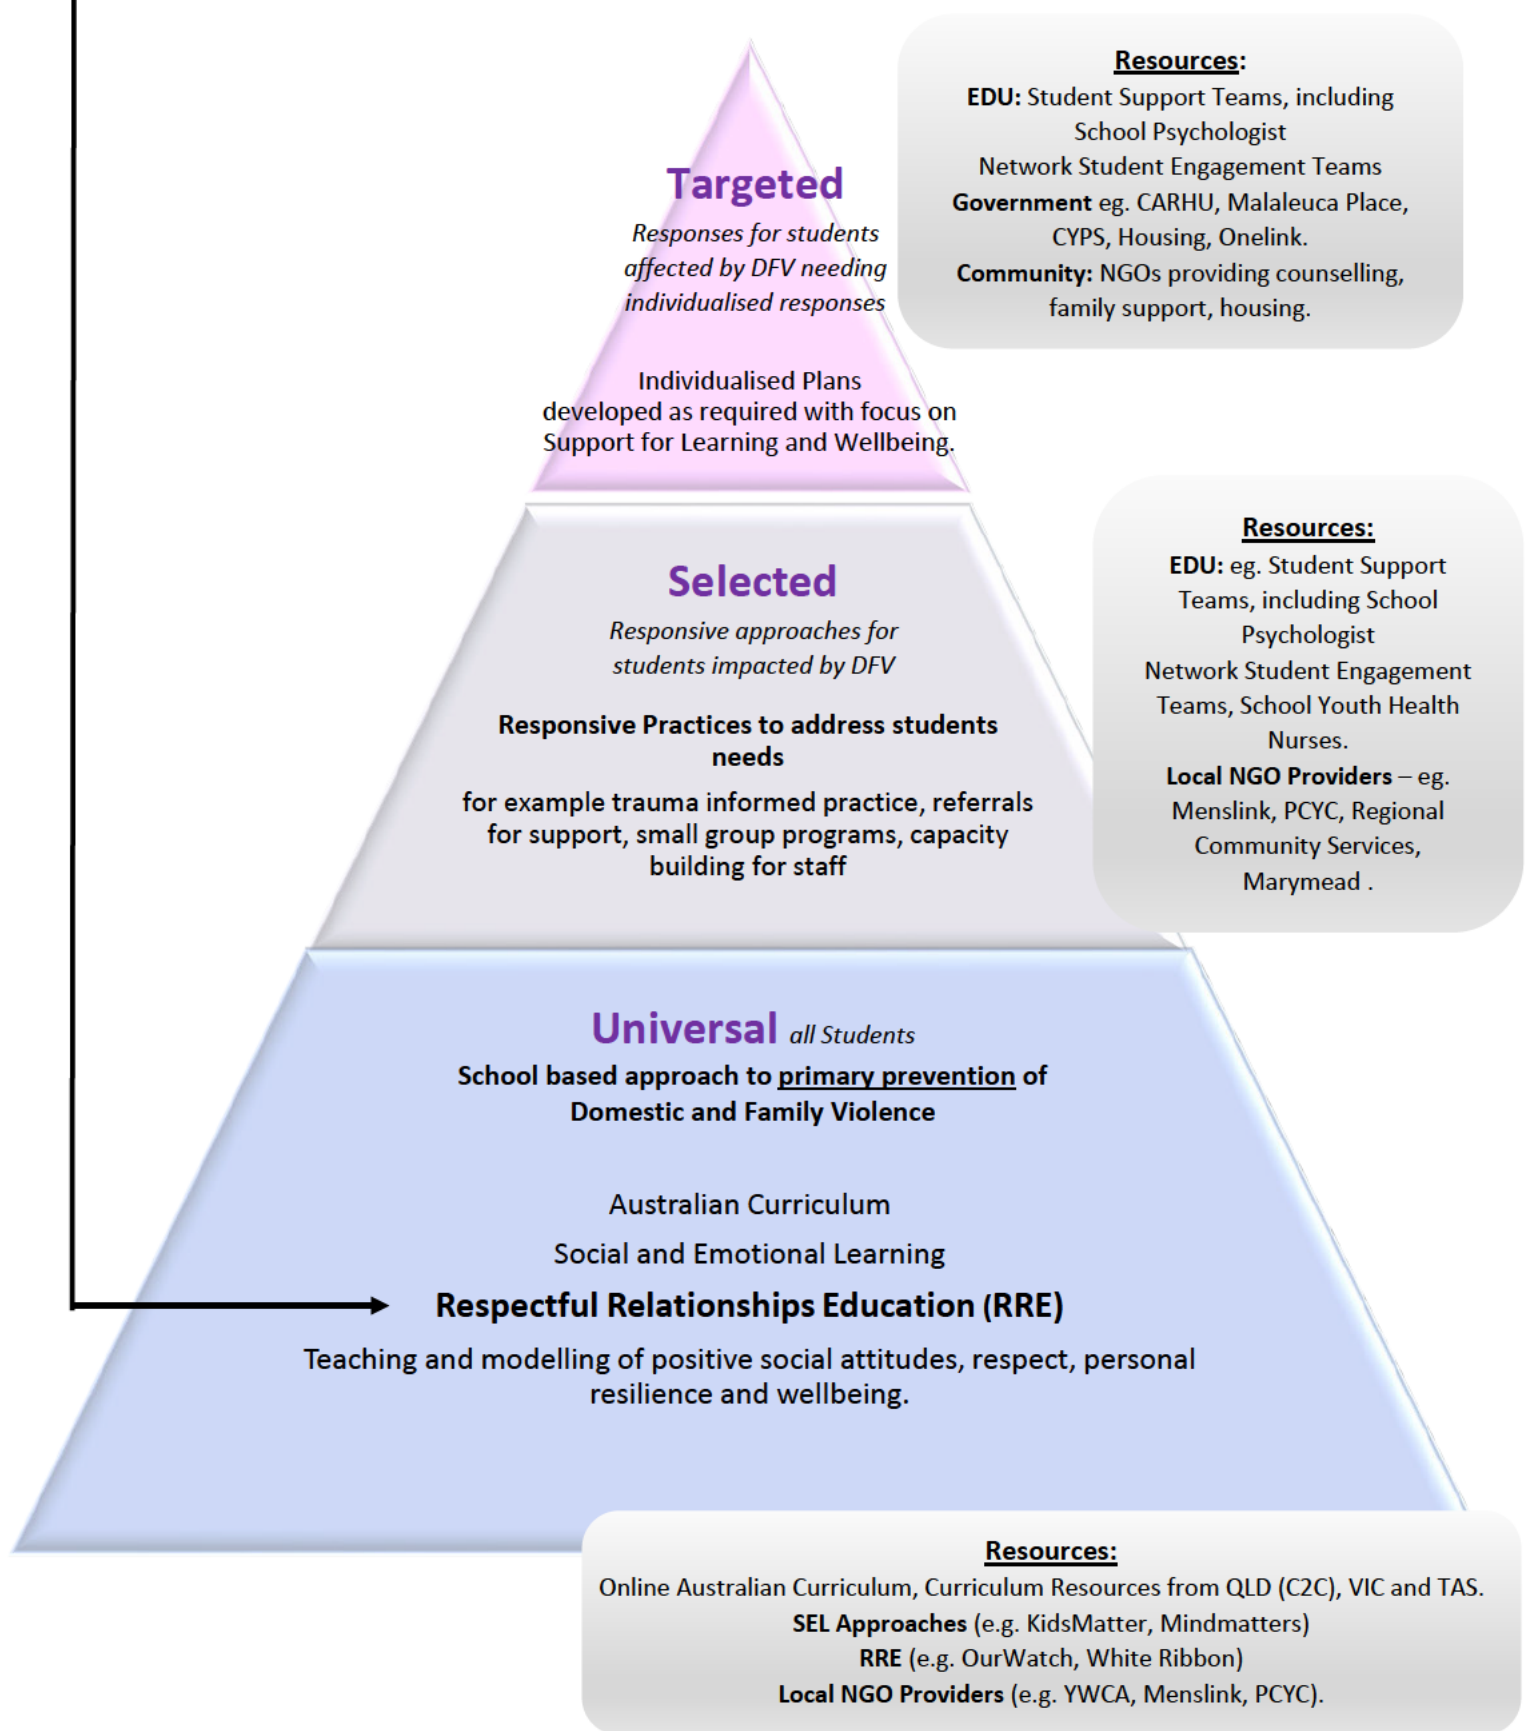 Resources:
EDU: Student Support Teams, including
School Psychologist
Network Student Engagement Teams
Government eg. CARHU, Malaleuca Place,
CYPS, Housing, Onelink.
Community: NGOs providing counselling,
family support, housing.
Targeted
Responses for students
affected by DFV needing
individualised responses
Individualised Plans
developed as required with focus on
Support for Learning and Wellbeing.
Resources:
EDU: eg. Student Support
Teams, including School
Psychologist
Network Student Engagement
Teams, School Youth Health
Nurses.
Local NGO Providers – eg.
Menslink, PCYC, Regional
Community Services,
Marymead .
Selected
Responsive approaches for
students impacted by DFV
Responsive Practices to address students
needs
for example trauma informed practice, referrals
for support, small group programs, capacity
building for staff
Universal all Students
School based approach to primary prevention of
Domestic and Family Violence
Australian Curriculum
Social and Emotional Learning
Respectful Relationships Education (RRE)
Teaching and modelling of positive social attitudes, respect, personal
resilience and wellbeing.
Resources:
Online Australian Curriculum, Curriculum Resources from QLD (C2C), VIC and TAS.
SEL Approaches (e.g. KidsMatter, Mindmatters)
RRE (e.g. OurWatch, White Ribbon)
Local NGO Providers (e.g. YWCA, Menslink, PCYC).